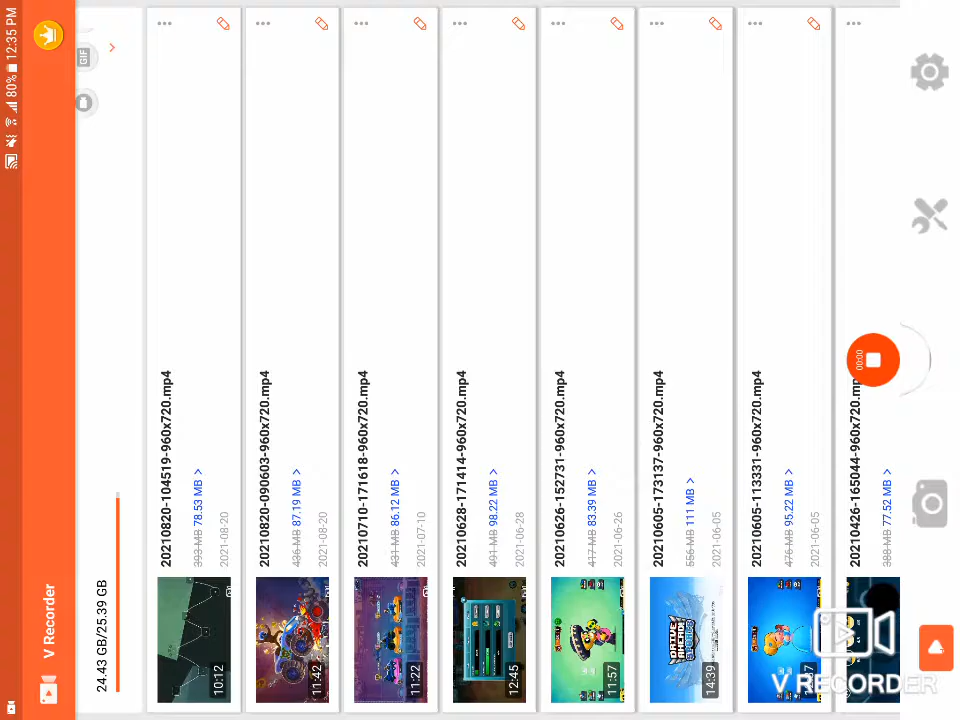 12:35 PM
80%
V Recorder
24.43 GB/25.39 GB
GIF
20210820-104519-960x720.mp4
393 MB 78.53 MB >
2021-08-20
10:12
20210820-090603-960x720.mp4
436 MB 87.19 MB >
2021-08-20
11:42
20210710-171618-960x720.mp4
431 MB 86.12 MB >
2021-07-10
11:22
20210628-171414-960x720.mp4
491 MB 98.22 MB >
2021-06-28
12:45
20210626-152731-960x720.mp4
417 MB 83.39 MB >
2021-06-26
11:57
20210605-173137-960x720.mp4
556 MB 111 MB >
2021-06-05
14:39
DRIVE AHEAD!
SPORTS
20210605-113331-960x720.mp4
476 MB 95.22 MB >
2021-06-05
20210426-165044-960x720.mp4
388 MB 77.52 MB >
00:00
V RECORDER